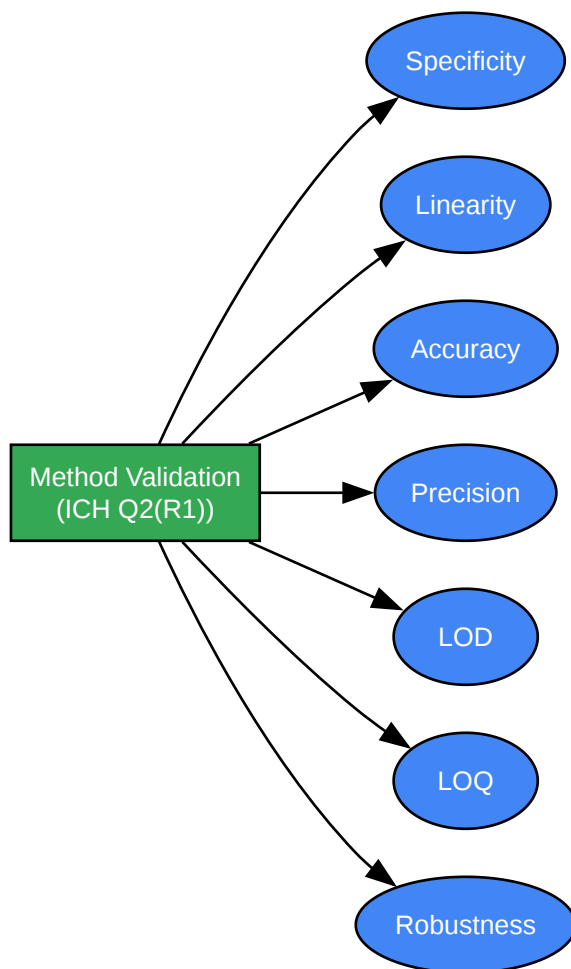 Specificity
Linearity
Accuracy
Method Validation
(ICH Q2(R1))
Precision
LOD
LOQ
Robustness